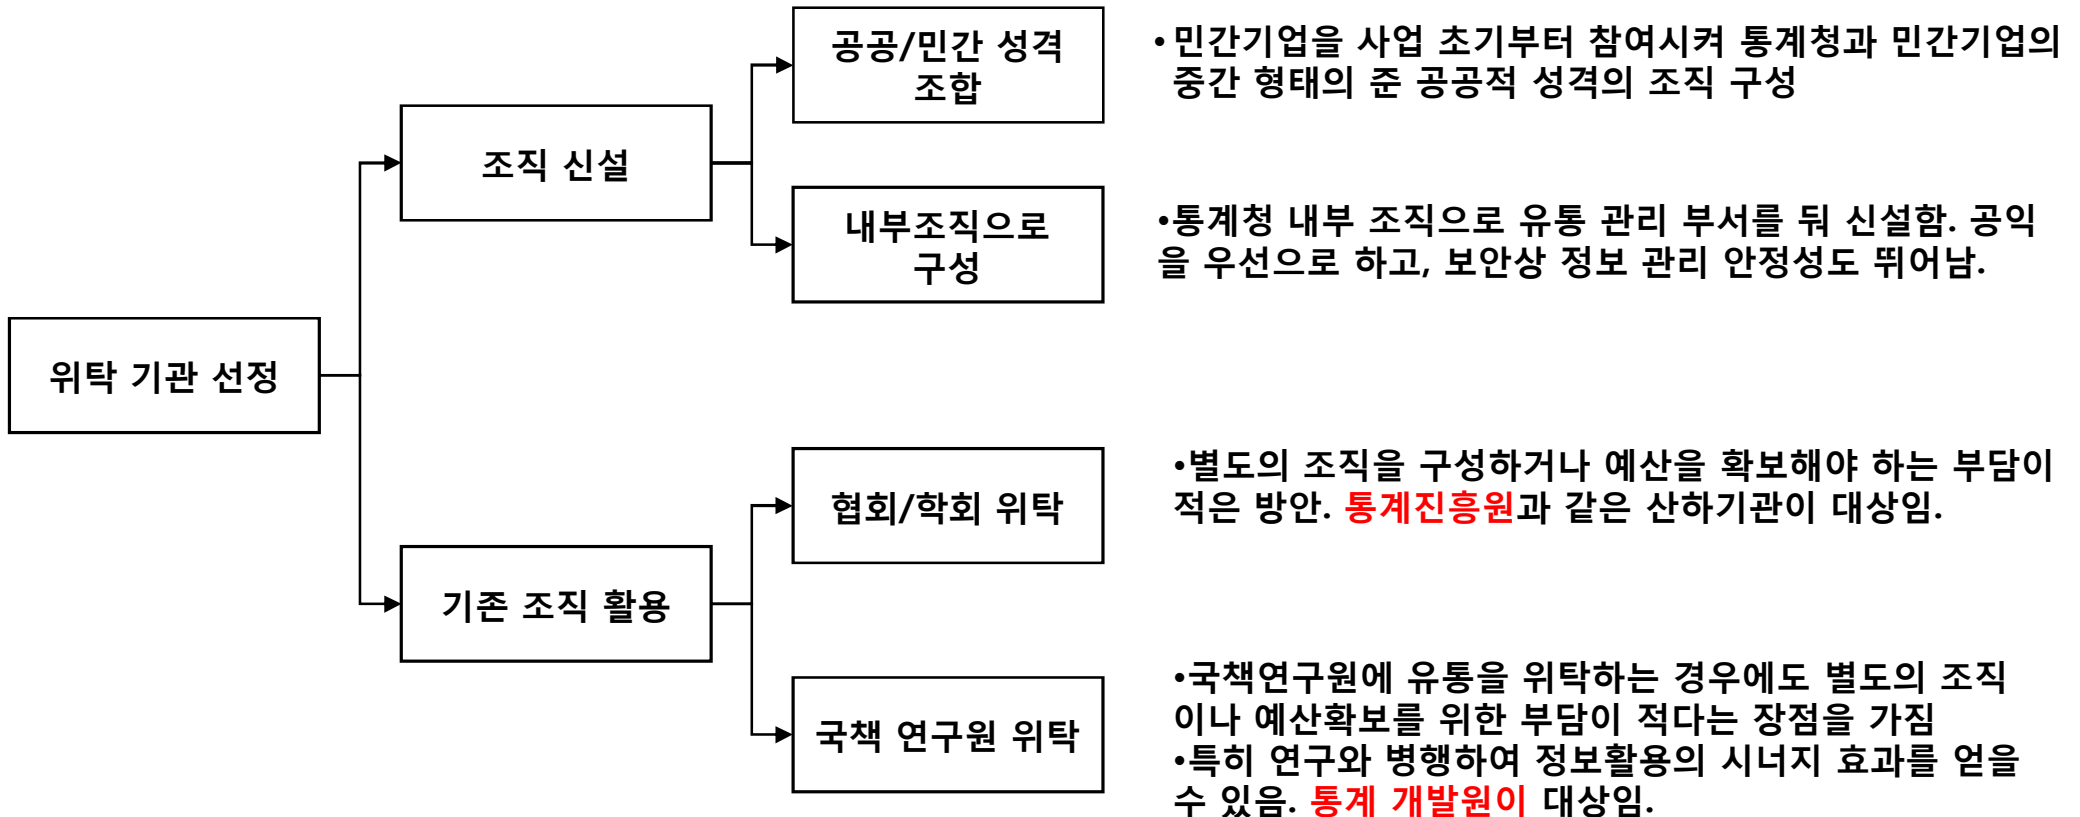 공공/민간 성격
조합
•민간기업을 사업 초기부터 참여시켜 통계청과 민간기업의
중간 형태의 준 공공적 성격의 조직 구성
조직 신설
내부조직으로
구성
•통계청 내부 조직으로 유통 관리 부서를 둬 신설함. 공익
을 우선으로 하고, 보안상 정보 관리 안정성도 뛰어남.
위탁 기관 선정
협회/학회 위탁
•별도의 조직을 구성하거나 예산을 확보해야 하는 부담이
적은 방안. 통계진흥원과 같은 산하기관이 대상임.
기존 조직 활용
국책 연구원 위탁
•국책연구원에 유통을 위탁하는 경우에도 별도의 조직
이나 예산확보를 위한 부담이 적다는 장점을 가짐
•특히 연구와 병행하여 정보활용의 시너지 효과를 얻을
수 있음. 통계 개발원이 대상임.